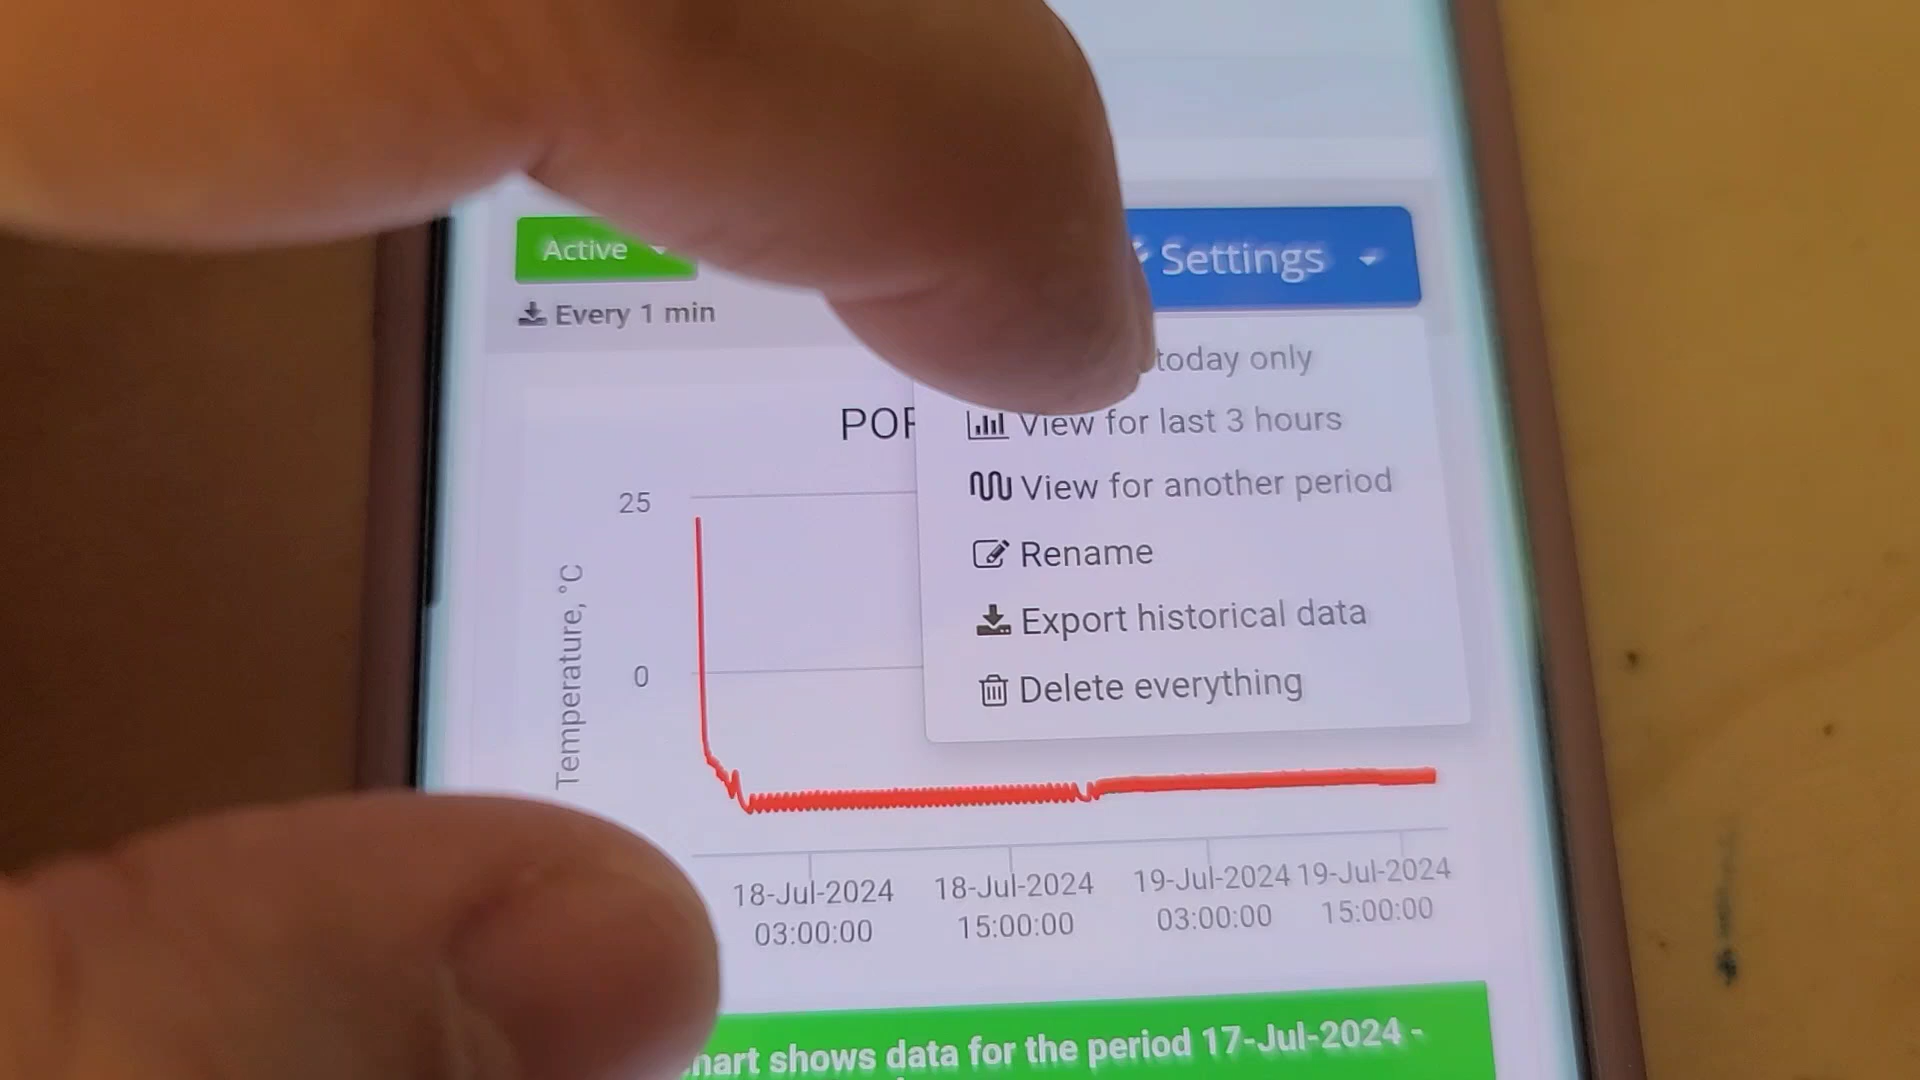 Active
Settings
Every 1 min
today only
View for last 3 hours
View for another period
Rename
Export historical data
Delete everything
25
0
Temperature, °C
18-Jul-2024 03:00:00
18-Jul-2024 15:00:00
19-Jul-2024 03:00:00
19-Jul-2024 15:00:00
shows data for the period 17-Jul-2024 -